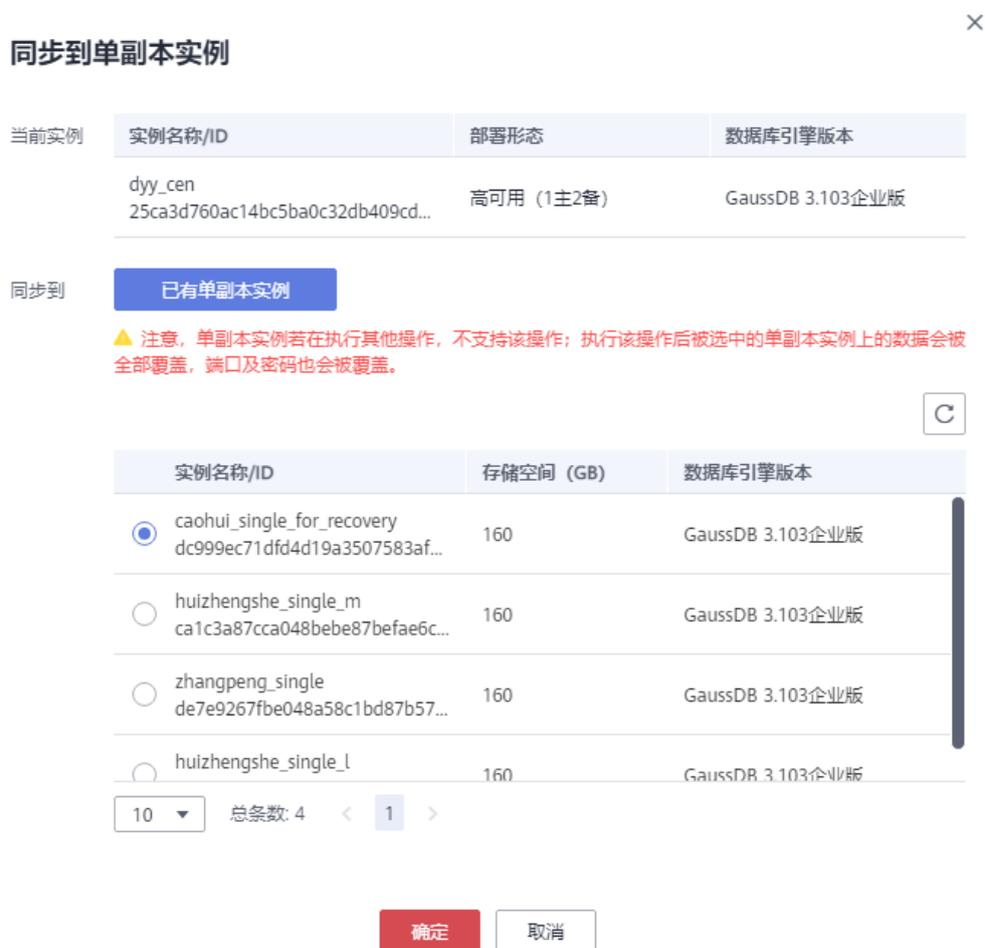 同步到单副本实例
当前实例
实例名称/ID 部署形态 数据库引擎版本
dyy_cen
25ca3d760ac14bc5ba0c32db409cd...
高可用（1主2备）
GaussDB 3.103企业版
同步到
已有单副本实例
注意，单副本实例若在执行其他操作，不支持该操作；执行该操作后被选中的单副本实例上的数据会被
全部覆盖，端口及密码也会被覆盖。
实例名称/ID 存储空间（GB） 数据库引擎版本
caohui_single_for_recovery
dc999ec71dfd4d19a3507583af...
160
GaussDB 3.103企业版
huizhengshe_single_m
ca1c3a87cca048bebe87befae6c...
160
GaussDB 3.103企业版
zhangpeng_single
de7e9267fbe048a58c1bd87b57...
160
GaussDB 3.103企业版
huizhengshe_single_l
160
GaussDB 3.103企业版
10 总条数: 4 1
确定 取消